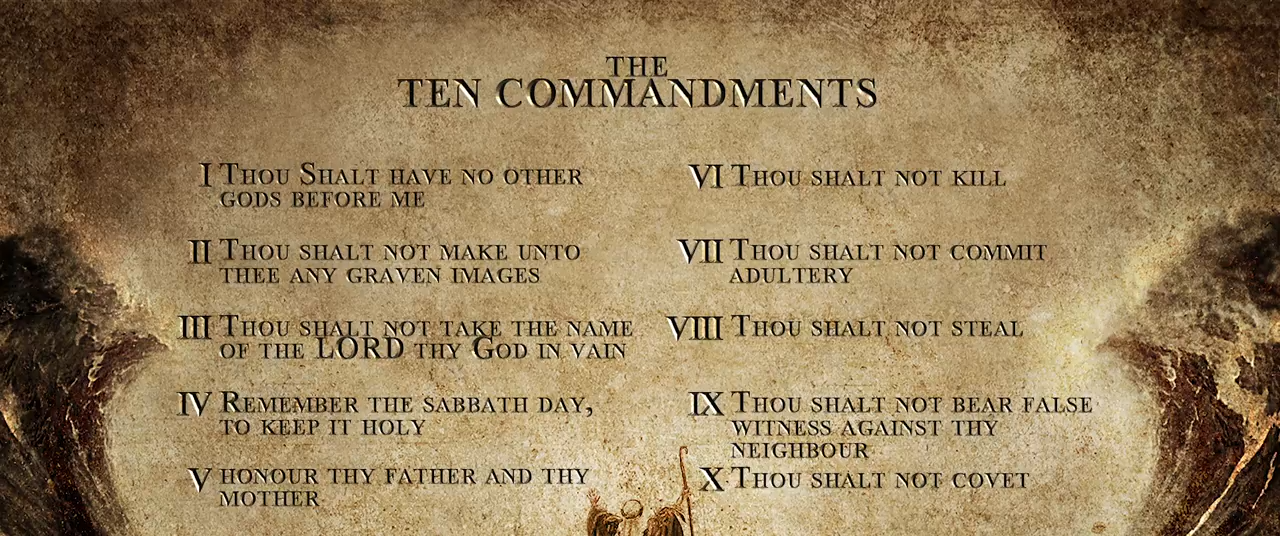 THE
TEN COMMANDMENTS
I THOU SHALT HAVE NO OTHER
GODS BEFORE ME
II THOU SHALT NOT MAKE UNTO
THEE ANY GRAVEN IMAGES
III THOU SHALT NOT TAKE THE NAME
OF THE LORD THY GOD IN VAIN
IV REMEMBER THE SABBATH DAY,
TO KEEP IT HOLY
V HONOUR THY FATHER AND THY
MOTHER
VI THOU SHALT NOT KILL
VII THOU SHALT NOT COMMIT
ADULTERY
VIII THOU SHALT NOT STEAL
IX THOU SHALT NOT BEAR FALSE
WITNESS AGAINST THY
NEIGHBOUR
X THOU SHALT NOT COVET